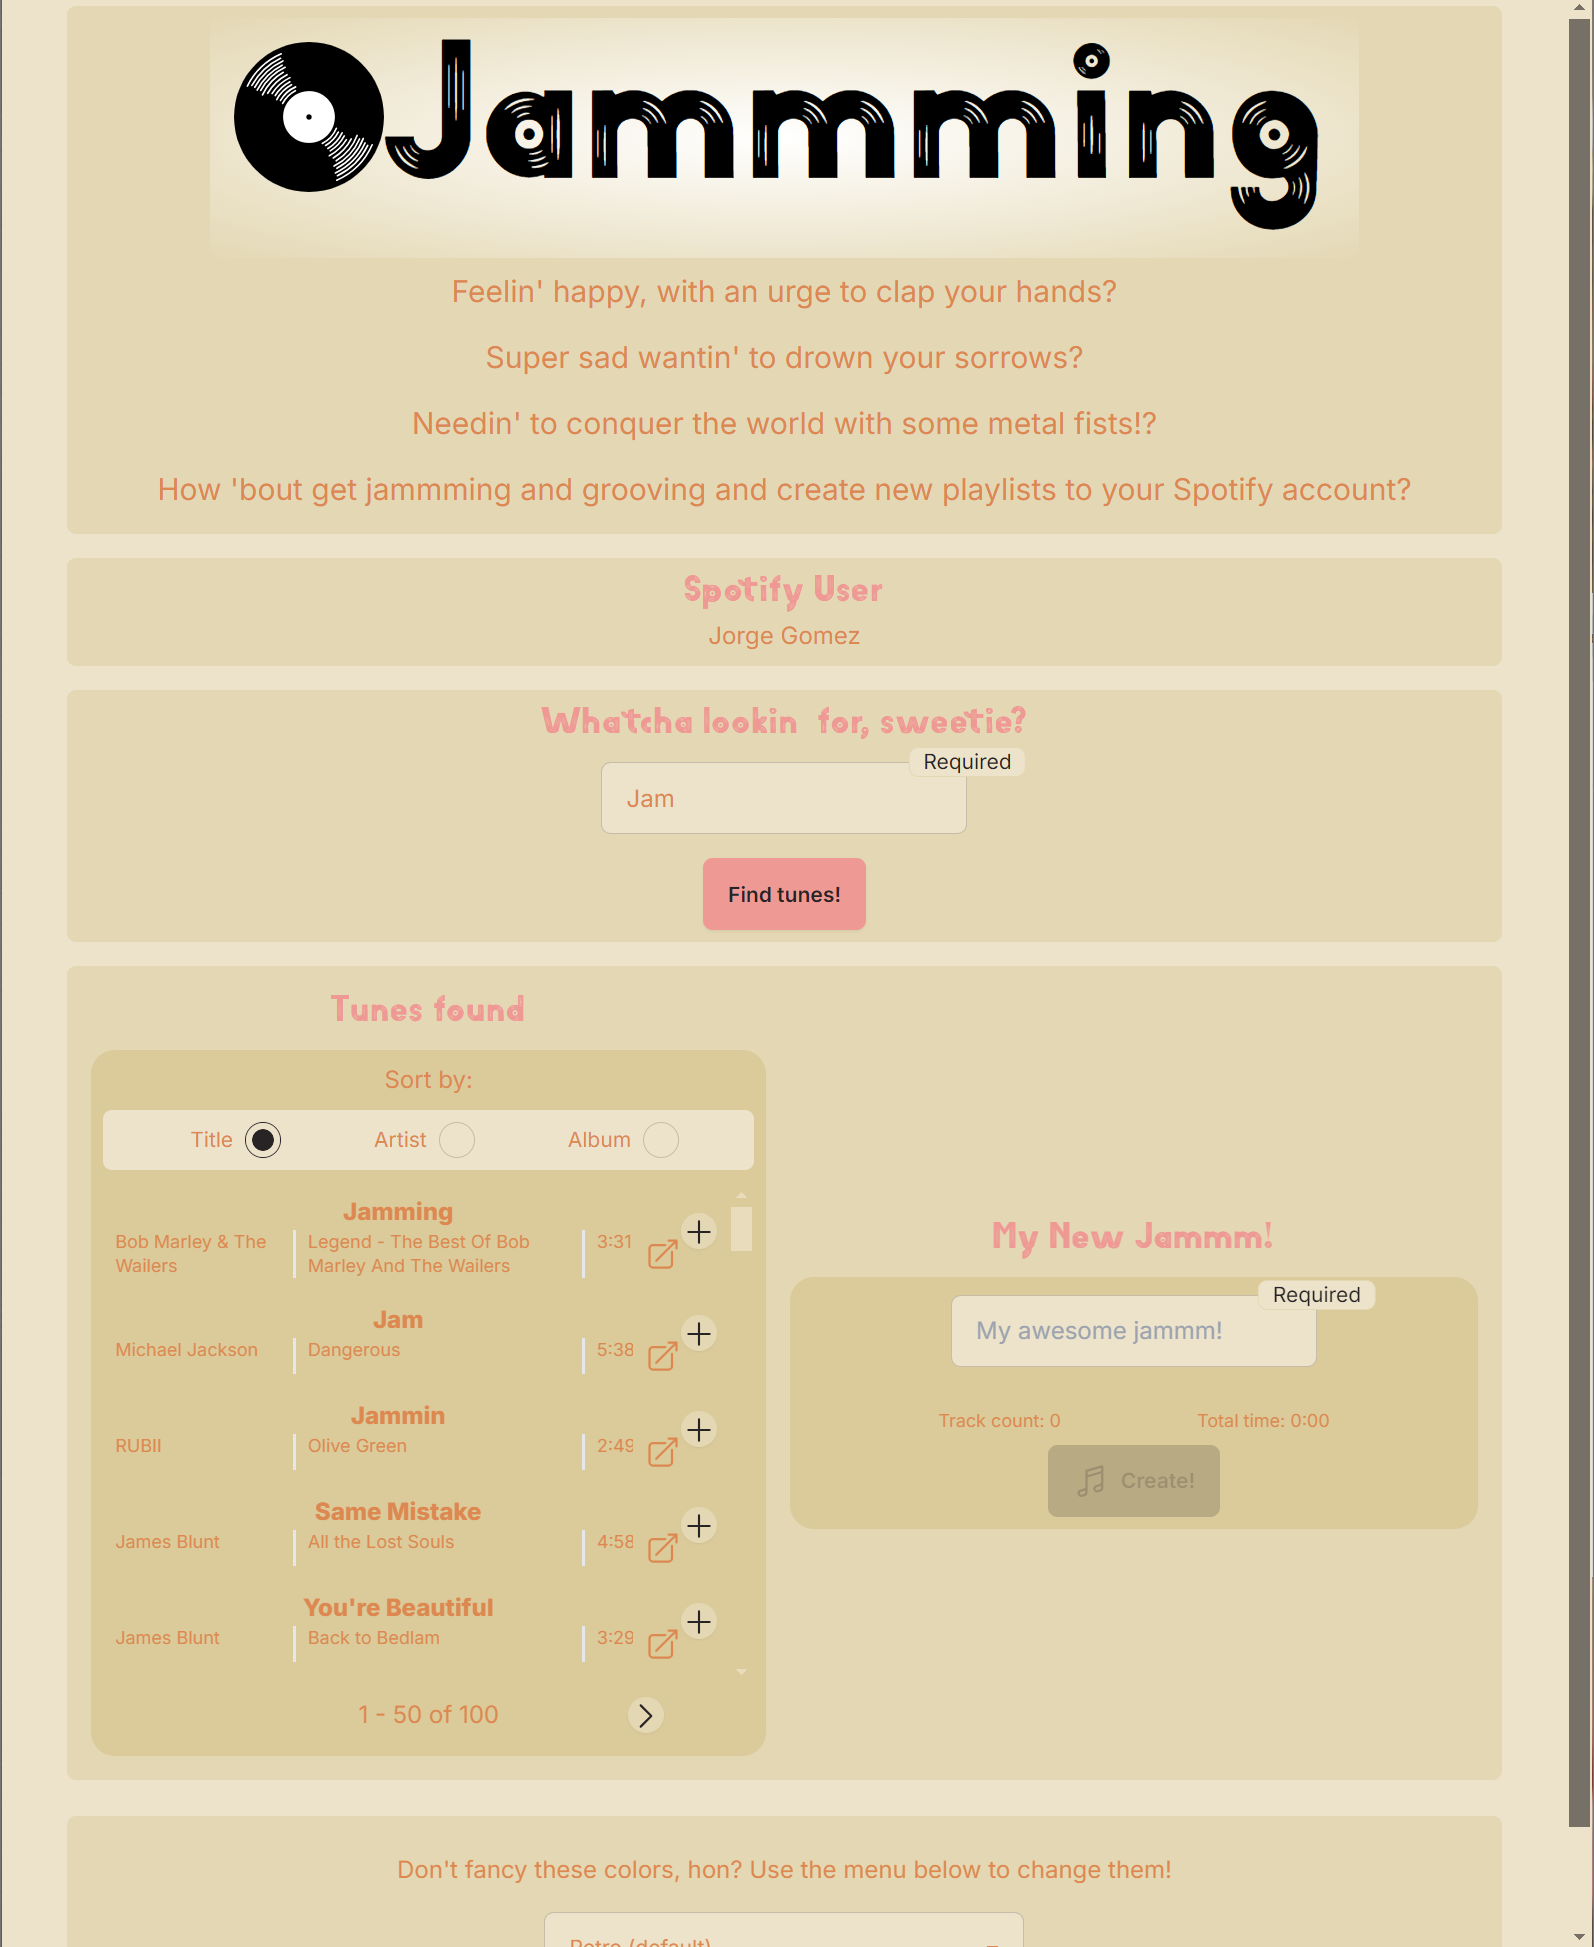 Jammming
Feelin' happy, with an urge to clap your hands?
Super sad wantin' to drown your sorrows?
Needin' to conquer the world with some metal fists!?
How 'bout get jammming and grooving and create new playlists to your Spotify account?
Spotify User
Jorge Gomez
Whatcha lookin for, sweetie?
Required
Jam
Find tunes!
Tunes found
Sort by:
Title Artist Album
Jamming
Bob Marley & The Wailers
Legend - The Best Of Bob Marley And The Wailers
3:31
Jam
Michael Jackson
Dangerous
5:38
Jammin
RUBII
Olive Green
2:49
Same Mistake
James Blunt
All the Lost Souls
4:58
You're Beautiful
James Blunt
Back to Bedlam
3:29
1 - 50 of 100
My New Jammm!
Required
My awesome jammm!
Track count: 0
Total time: 0:00
Create!
Don't fancy these colors, hon? Use the menu below to change them!
Retro (default)